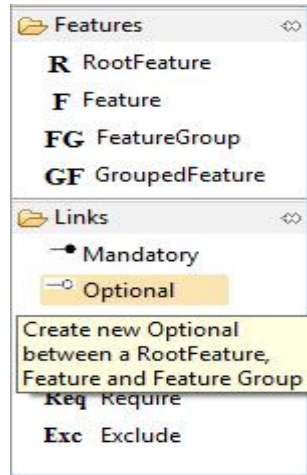 Features
R RootFeature
F Feature
FG FeatureGroup
GF GroupedFeature
Links
Mandatory
Optional
Create new Optional
between a RootFeature,
Feature and Feature Group
Req Require
Exc Exclude